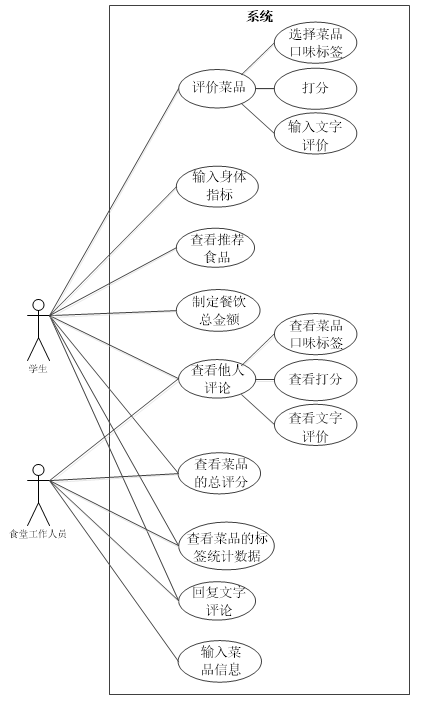 系统
选择菜品
口味标签
评价菜品
打分
输入文字
评价
输入身体
指标
查看推荐
食品
制定餐饮
总金额
学生
查看菜品
口味标签
查看他人
评论
查看打分
查看文字
评价
查看菜品
的总评分
食堂工作人员
查看菜品的标
签统计数据
回复文字
评论
输入菜
品信息